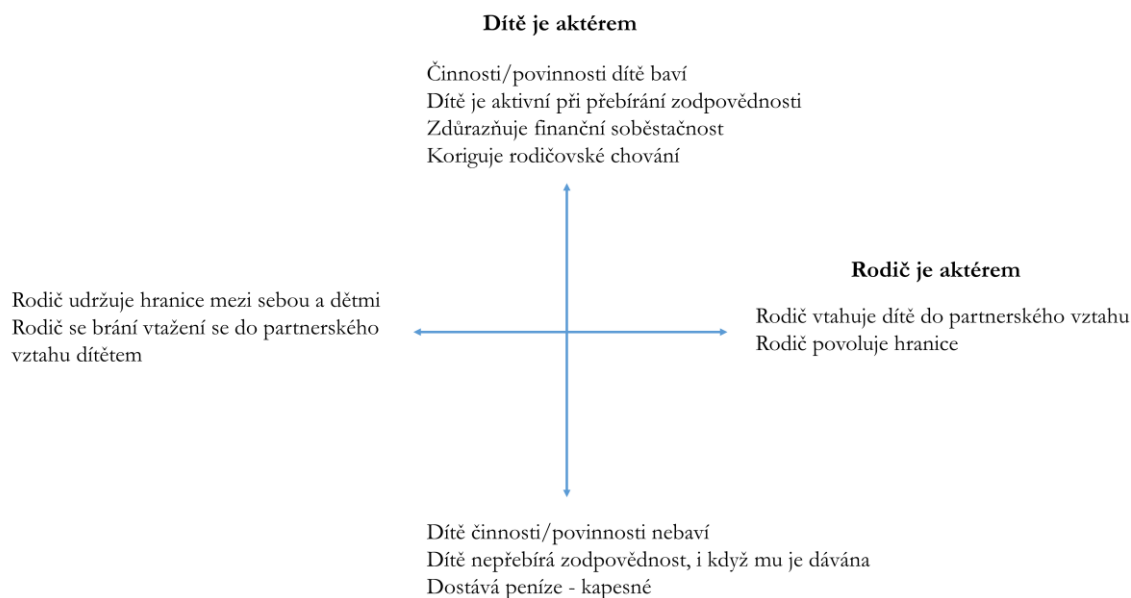 Dítě je aktérem
Činnosti/povinnosti dítě baví
Dítě je aktivní při přebírání zodpovědnosti
Zdůrazňuje finanční soběstačnost
Koriguje rodičovské chování
Rodič udržuje hranice mezi sebou a dětmi
Rodič se brání vtažení se do partnerského
vztahu dítětem
Rodič je aktérem
Rodič vtahuje dítě do partnerského vztahu
Rodič povoluje hranice
Dítě činnosti/povinnosti nebaví
Dítě nepřebírá zodpovědnost, i když mu je dávána
Dostává peníze - kapesné